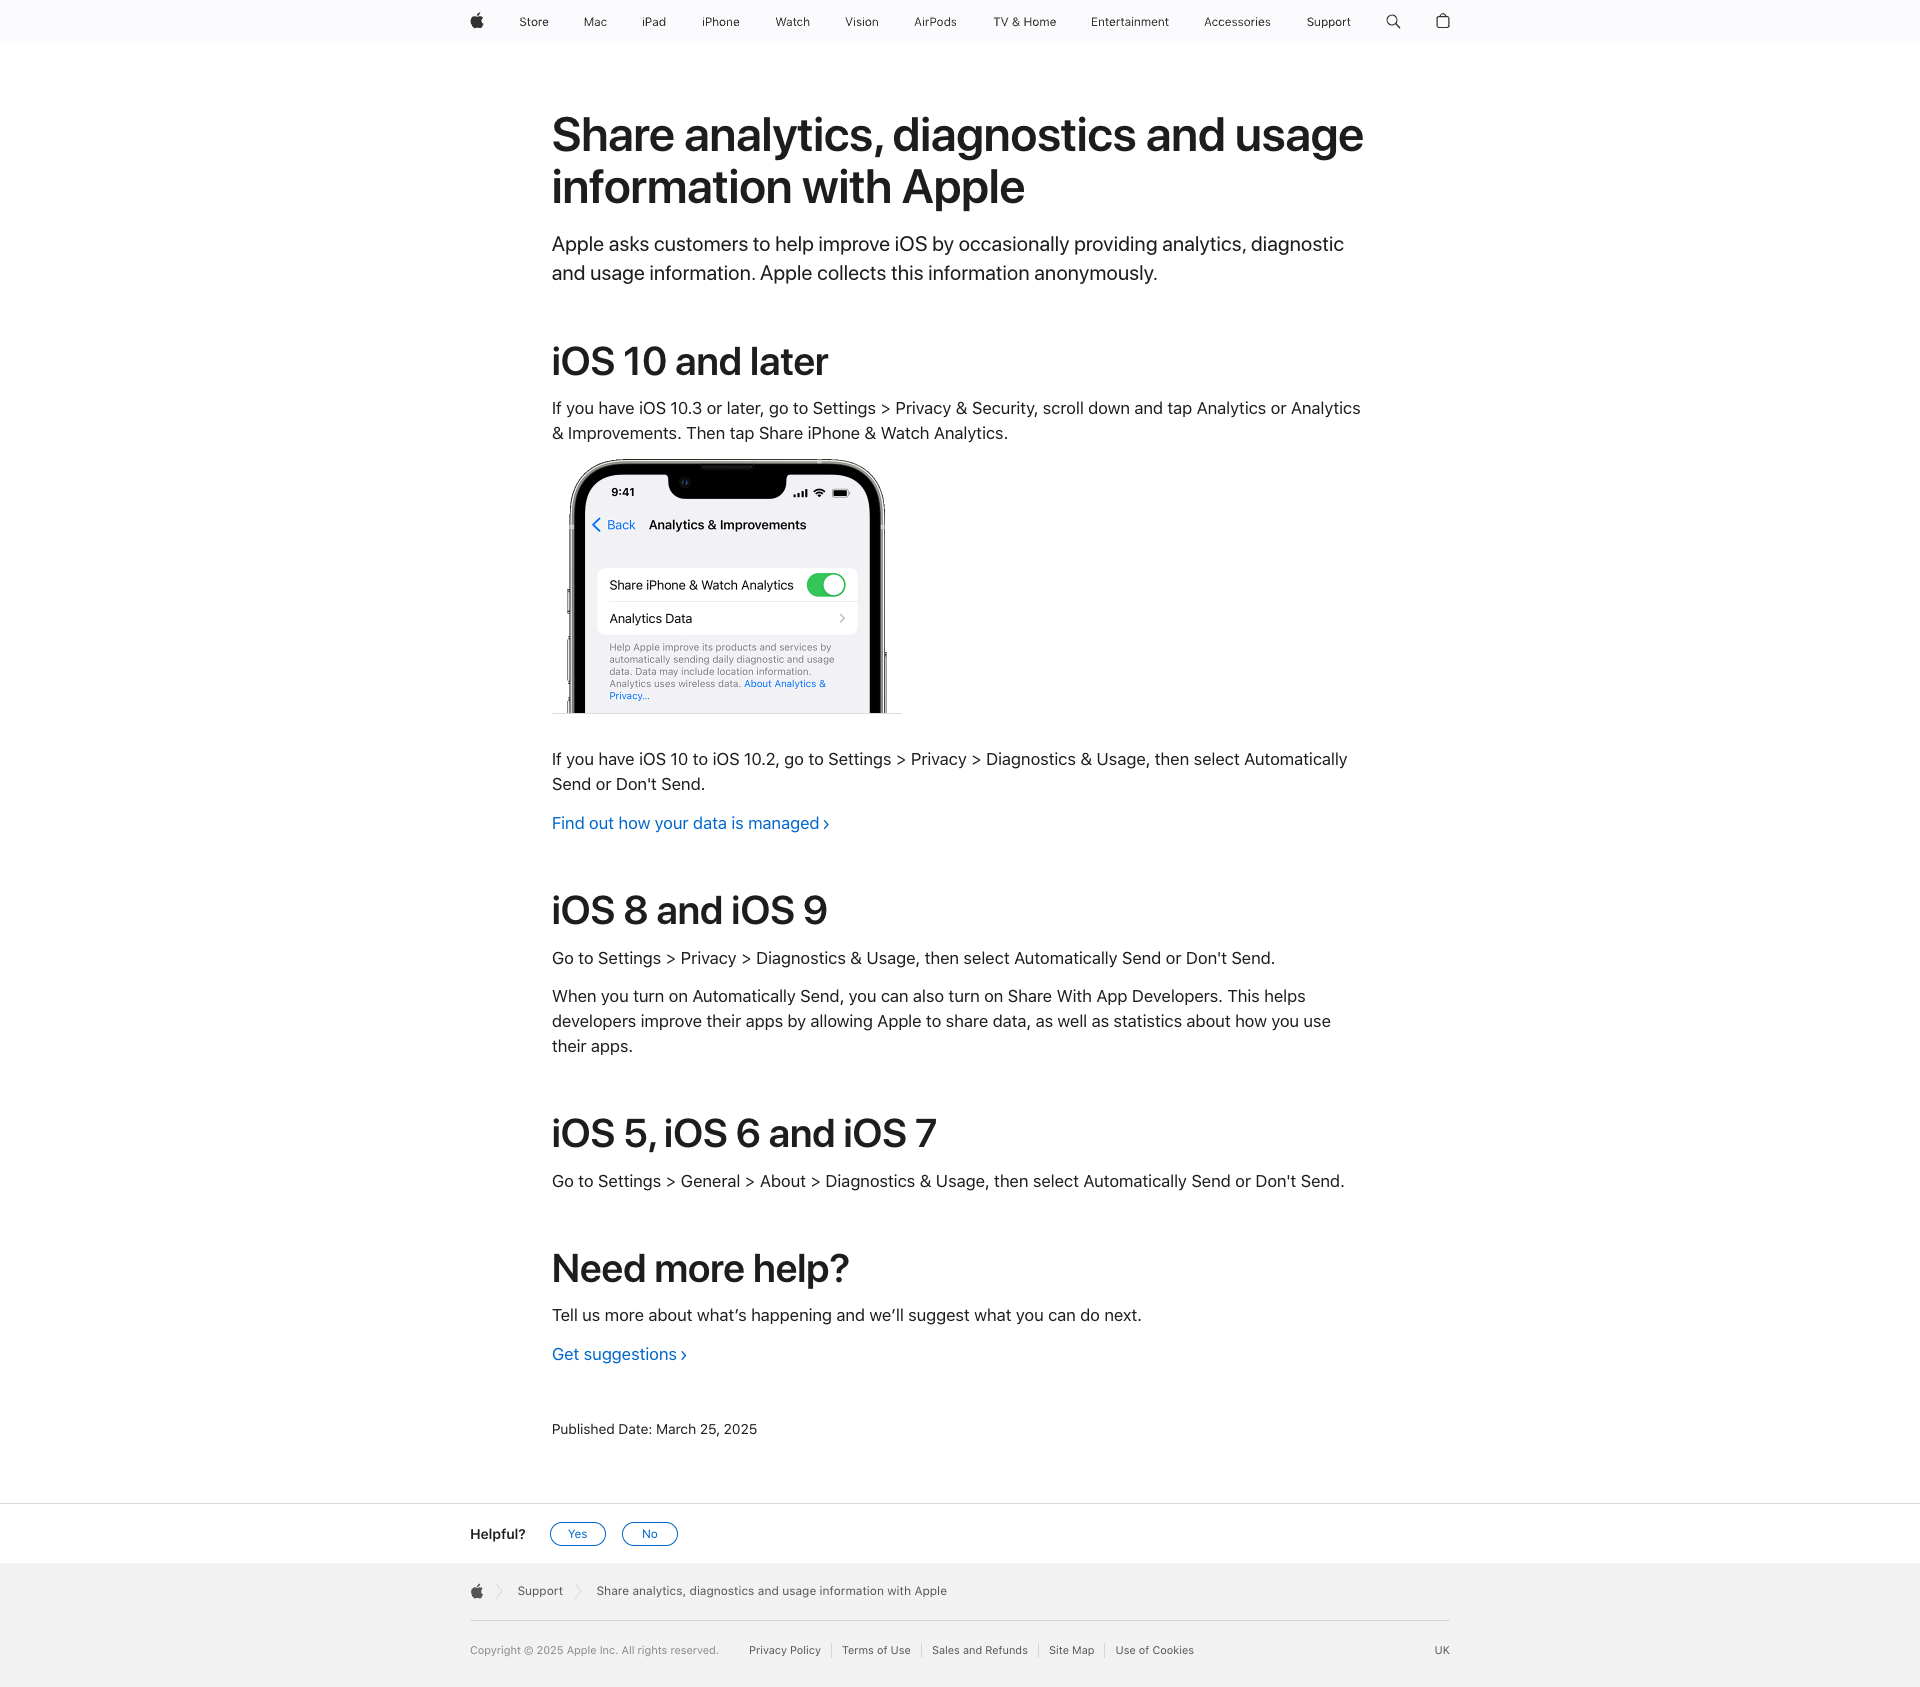 Store Mac iPad iPhone Watch Vision AirPods TV & Home Entertainment Accessories Support
Share analytics, diagnostics and usage
information with Apple
Apple asks customers to help improve iOS by occasionally providing analytics, diagnostic
and usage information. Apple collects this information anonymously.
iOS 10 and later
If you have iOS 10.3 or later, go to Settings > Privacy & Security, scroll down and tap Analytics or Analytics
& Improvements. Then tap Share iPhone & Watch Analytics.
9:41
Back Analytics & Improvements
Share iPhone & Watch Analytics
Analytics Data
Help Apple improve its products and services by
automatically sending daily diagnostic and usage
data. Data may include location information.
Analytics uses wireless data. About Analytics &
Privacy...
If you have iOS 10 to iOS 10.2, go to Settings > Privacy > Diagnostics & Usage, then select Automatically
Send or Don't Send.
Find out how your data is managed >
iOS 8 and iOS 9
Go to Settings > Privacy > Diagnostics & Usage, then select Automatically Send or Don't Send.
When you turn on Automatically Send, you can also turn on Share With App Developers. This helps
developers improve their apps by allowing Apple to share data, as well as statistics about how you use
their apps.
iOS 5, iOS 6 and iOS 7
Go to Settings > General > About > Diagnostics & Usage, then select Automatically Send or Don't Send.
Need more help?
Tell us more about what’s happening and we’ll suggest what you can do next.
Get suggestions >
Published Date: March 25, 2025
Helpful? Yes No
Support Share analytics, diagnostics and usage information with Apple
Copyright © 2025 Apple Inc. All rights reserved. Privacy Policy Terms of Use Sales and Refunds Site Map Use of Cookies UK